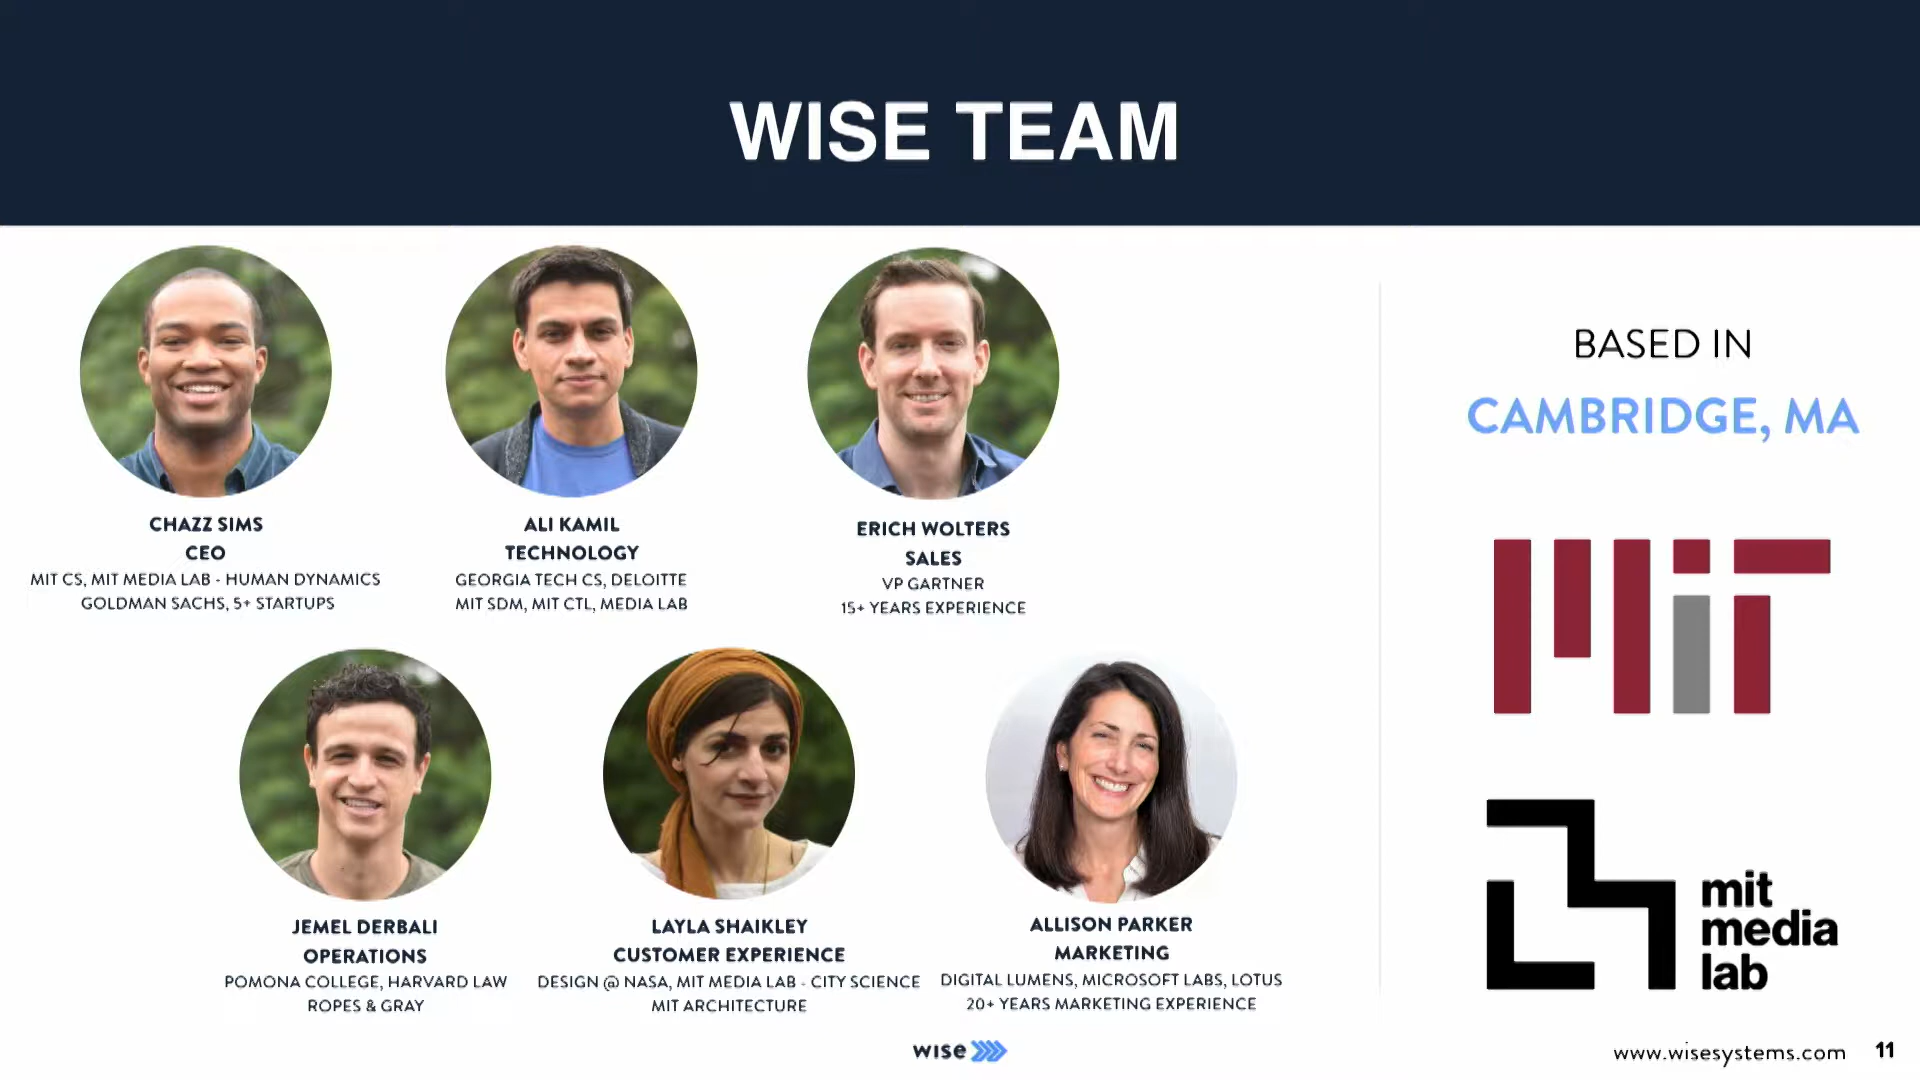 WISE TEAM
CHAZZ SIMS
CEO
MIT CS, MIT MEDIA LAB - HUMAN DYNAMICS
GOLDMAN SACHS, 5+ STARTUPS
ALI KAMIL
TECHNOLOGY
GEORGIA TECH CS, DELOITTE
MIT SDM, MIT CTL, MEDIA LAB
ERICH WOLTERS
SALES
VP GARTNER
15+ YEARS EXPERIENCE
JEMEL DERBALI
OPERATIONS
POMONA COLLEGE, HARVARD LAW
ROPES & GRAY
LAYLA SHAIKLEY
CUSTOMER EXPERIENCE
DESIGN @ NASA, MIT MEDIA LAB - CITY SCIENCE
MIT ARCHITECTURE
ALLISON PARKER
MARKETING
DIGITAL LUMENS, MICROSOFT LABS, LOTUS
20+ YEARS MARKETING EXPERIENCE
BASED IN
CAMBRIDGE, MA
MIT
mit
media
lab
wise
www.wisesystems.com 11